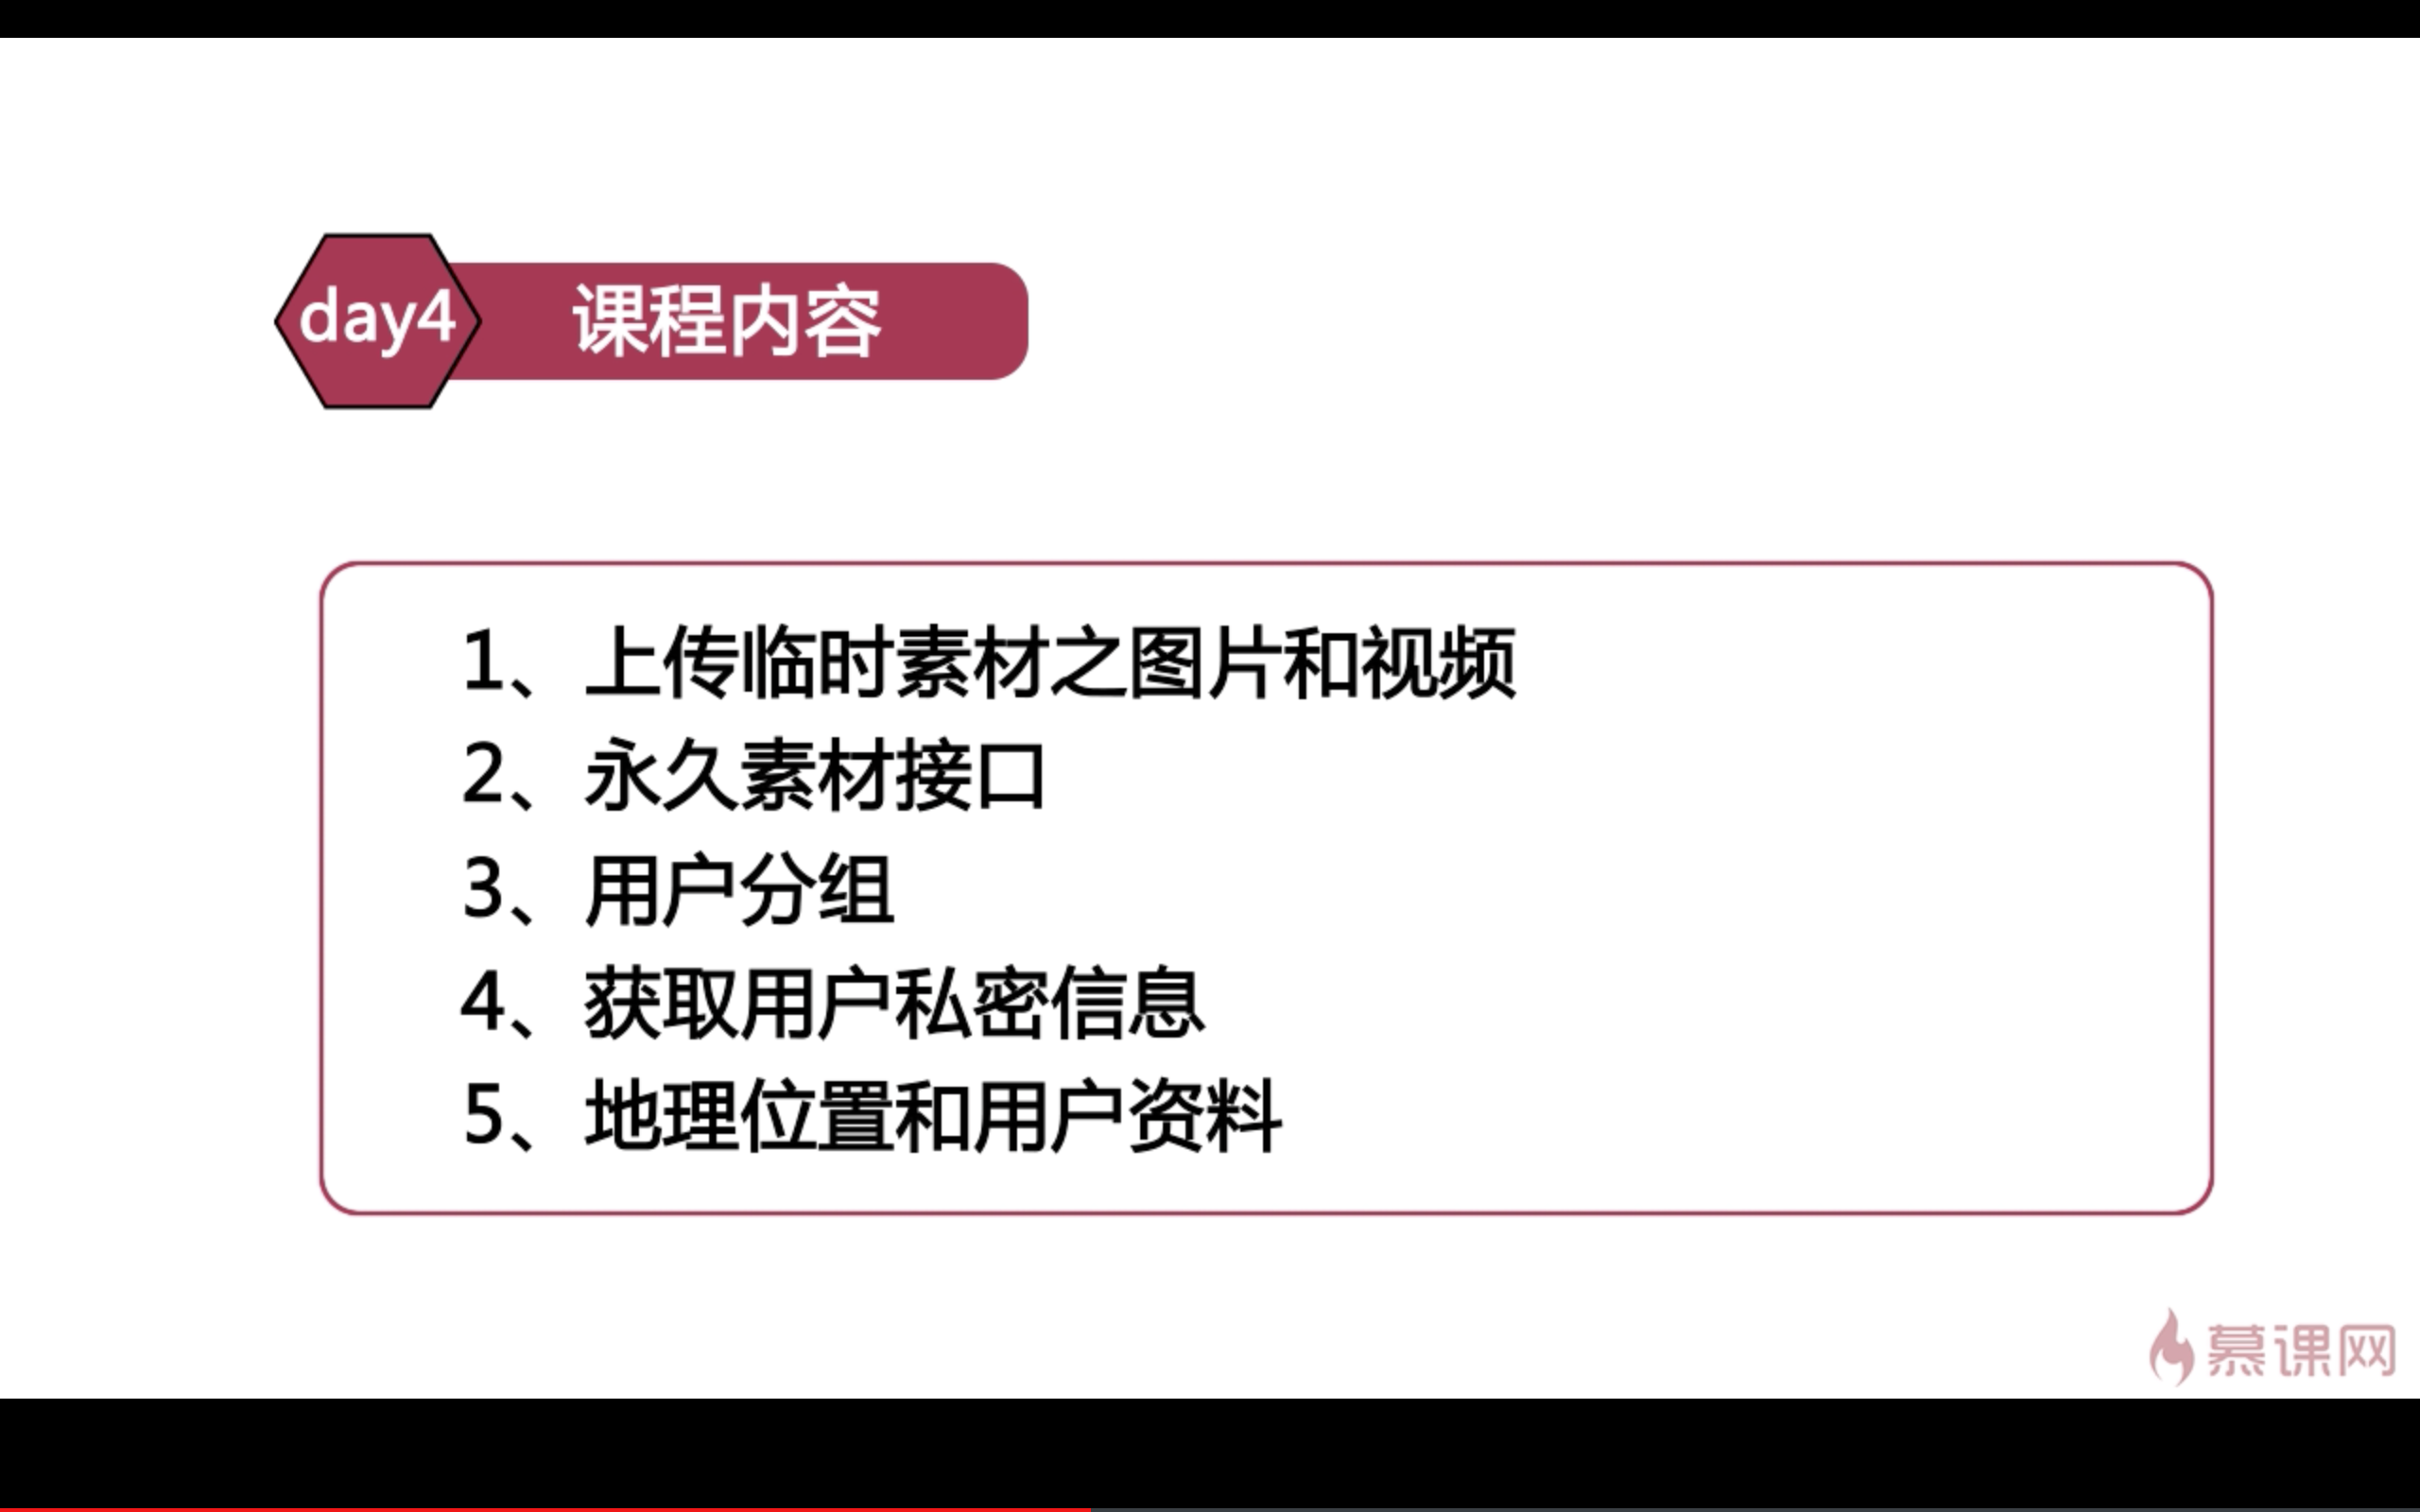 day4 课程内容
1、上传临时素材之图片和视频
2、永久素材接口
3、用户分组
4、获取用户私密信息
5、地理位置和用户资料
慕课网